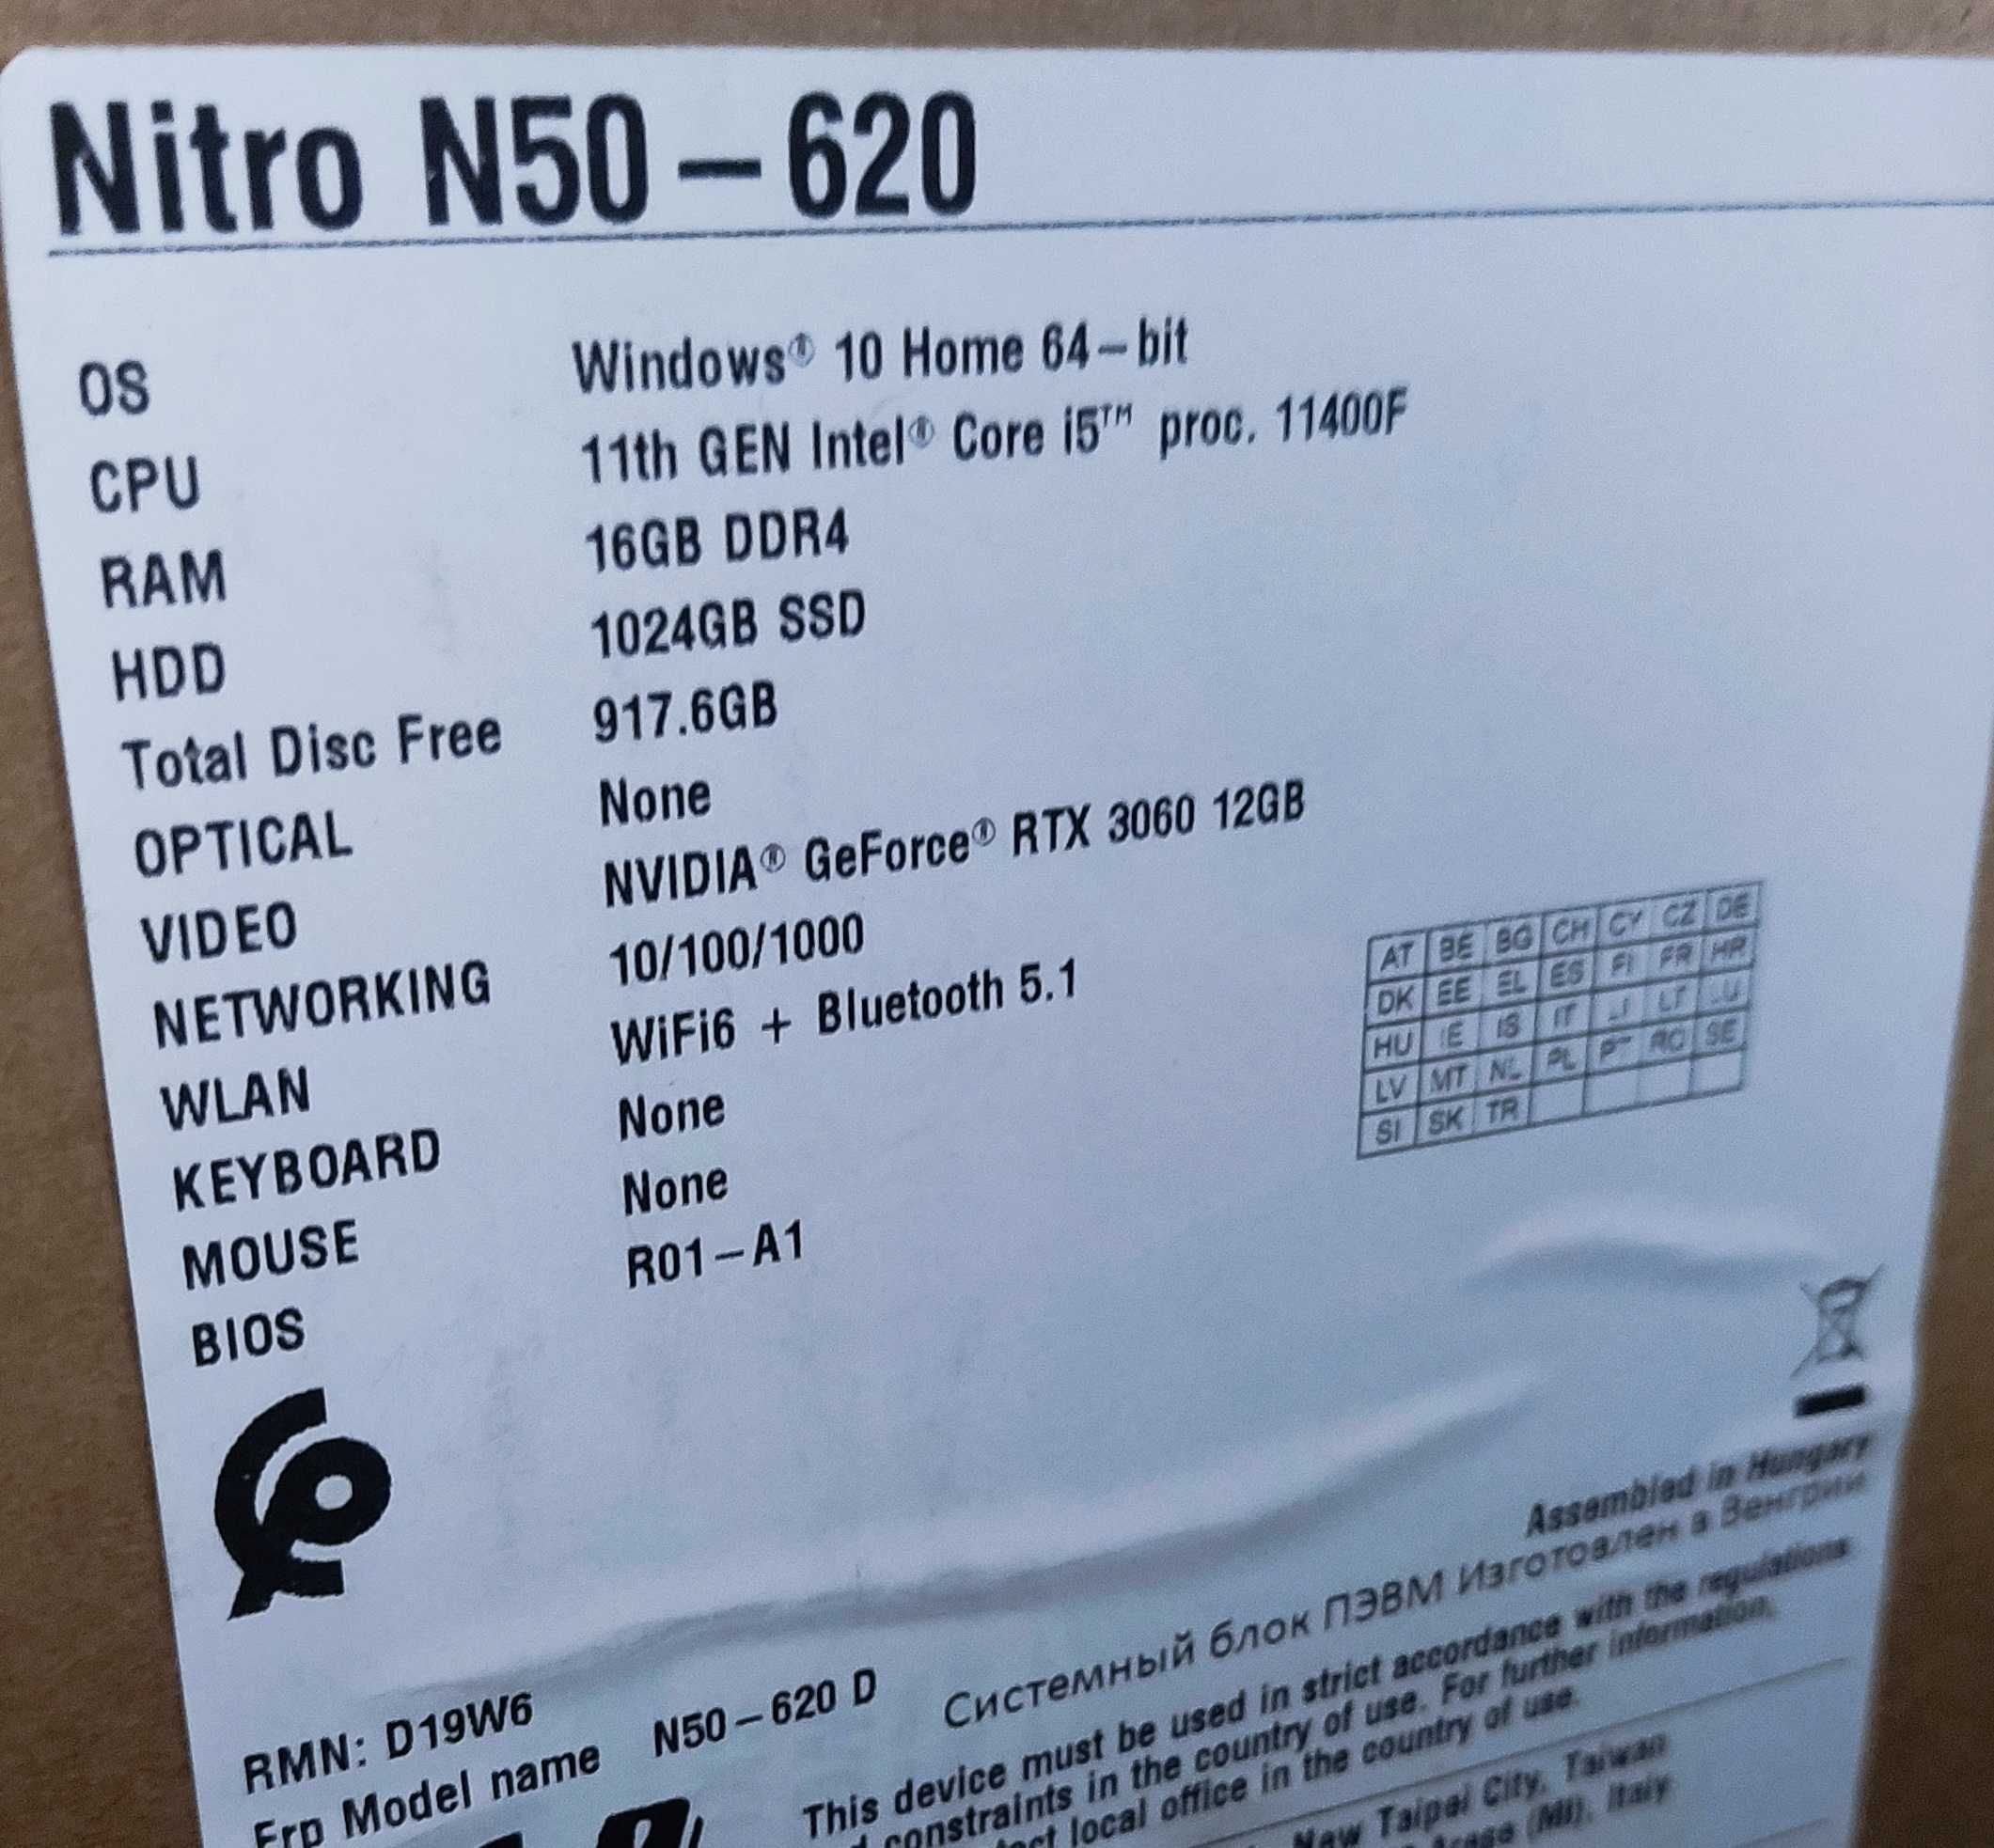 Nitro N50-620
OS Windows® 10 Home 64-bit
CPU 11th GEN Intel® Core i5™ proc. 11400F
RAM 16GB DDR4
HDD 1024GB SSD
Total Disc Free 917.6GB
OPTICAL None
VIDEO NVIDIA® GeForce® RTX 3060 12GB
NETWORKING 10/100/1000
WLAN WiFi6 + Bluetooth 5.1
KEYBOARD None
MOUSE None
BIOS R01-A1
AT BE BG CH CY CZ DE
DK EE EL ES FI FR HR
HU IE IS IT LI LT LU
LV MT NL PL PT RO SE
SI SK TR
Assembled in Hungary
Системный блок ПЭВМ Изготовлен в Венгрии
RMN: D19W6
Erp Model name N50-620 D
This device must be used in strict accordance with the regulations
constraints in the country of use. For further information,
local office in the country of use.
New Taipei City, Taiwan
(MI), Italy